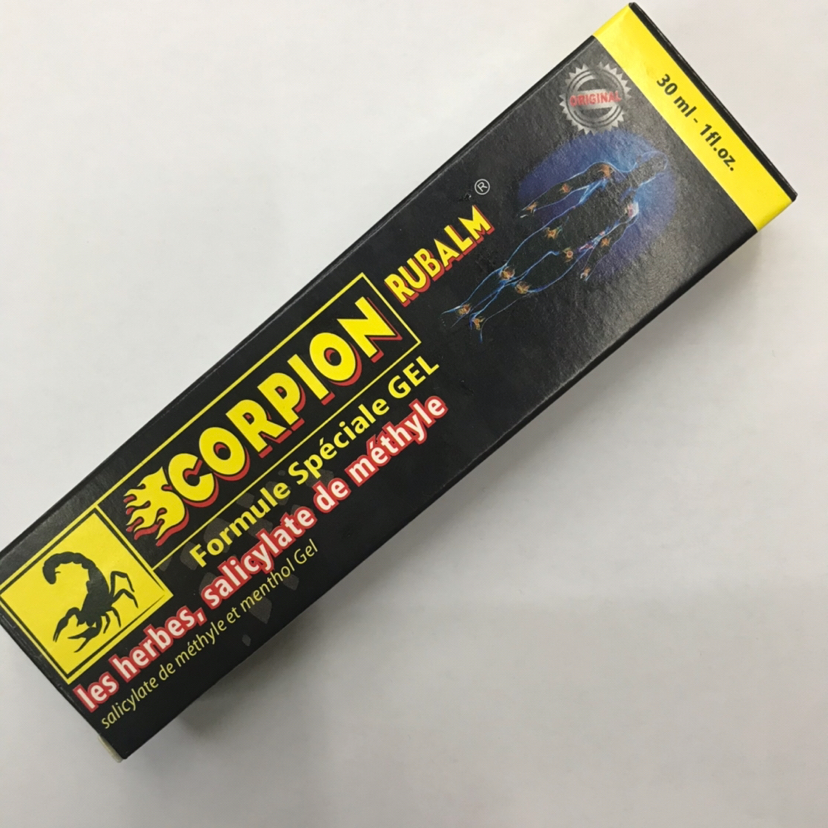 30 ml - 1fl.oz.
ORIGINAL
SCORPION RUBALM ®
Formule Spéciale GEL
les herbes, salicylate de méthyle
salicylate de méthyle et menthol Gel